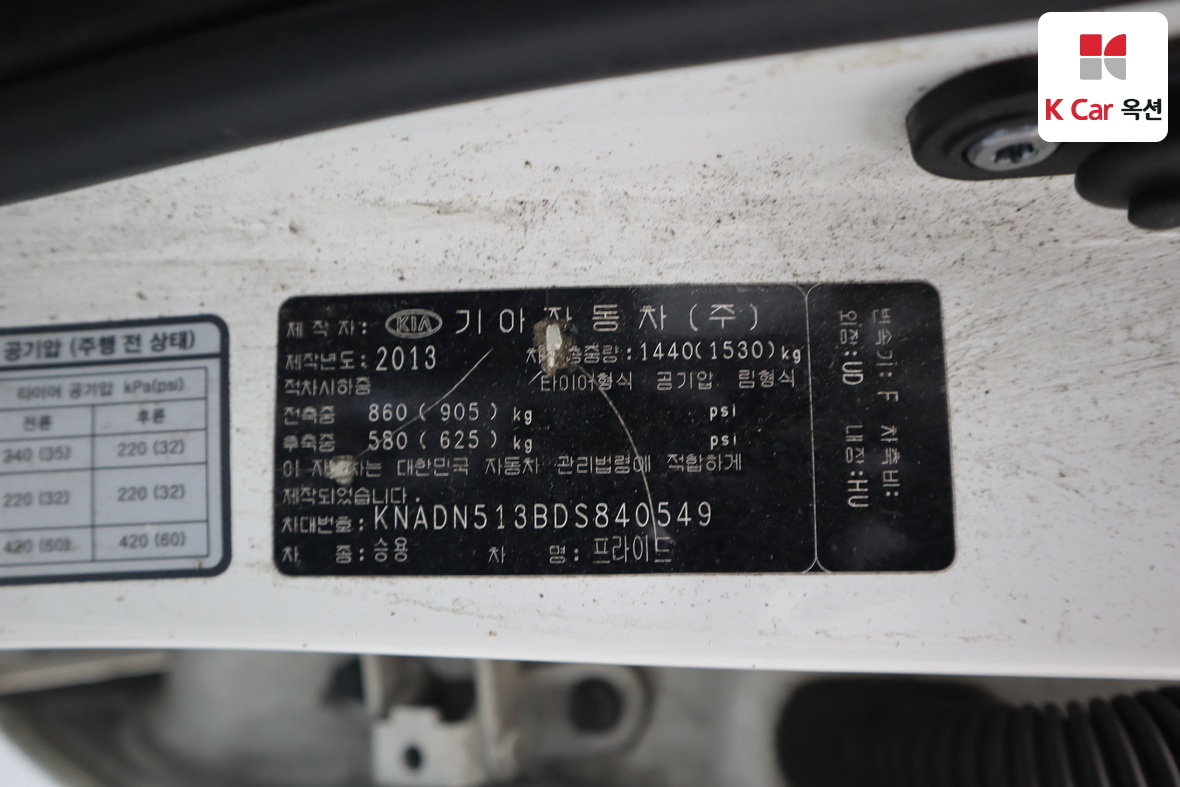 K Car 옥션
공기압 (주행 전 상태)
타이어 공기압 kPa(psi)
전륜 후륜
240 (35) 220 (32)
220 (32) 220 (32)
420 (60) 420 (60)
제작자: KIA 기아자동차(주)
제작년도: 2013 차 총중량: 1440(1530)kg
적차시하중 타이어형식 공기압 림형식
전축중 860( 905 ) kg psi
후축중 580( 625 ) kg psi
이 자동차는 대한민국 자동차 관리법령에 적합하게
제작되었습니다.
차대번호: KNADN513BDS840549
차 종: 승용 차 명: 프라이드
변속기: F 차축비:
외장: UD 내장: HU